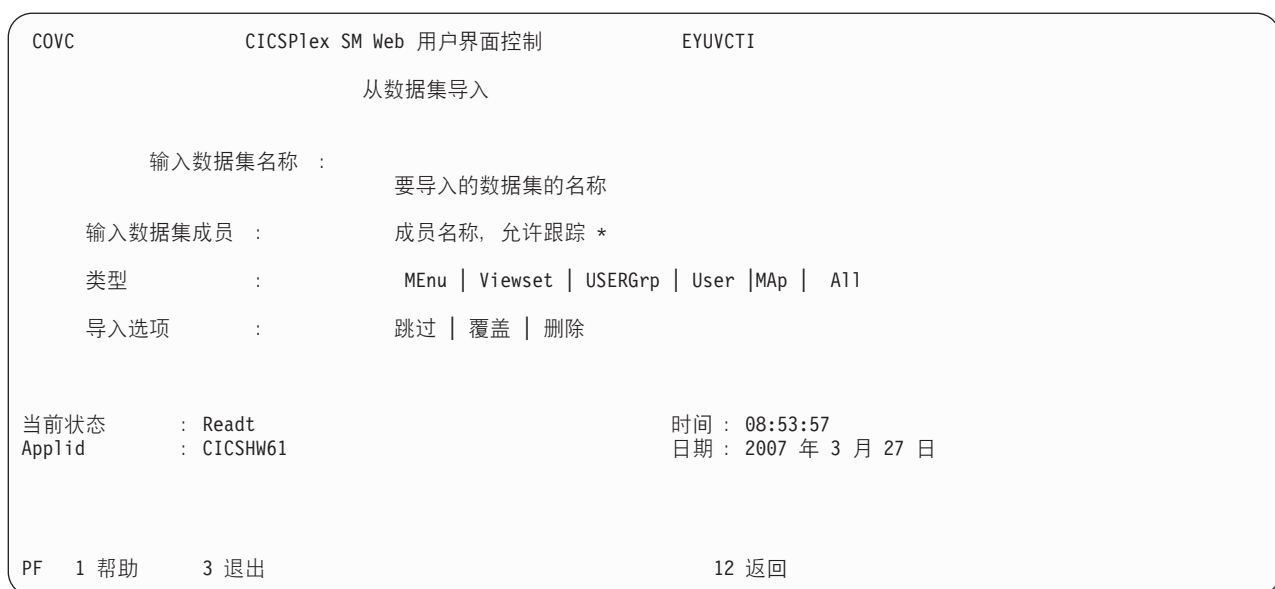 COVC CICSPlex SM Web 用户界面控制 EYUVCTI
从数据集导入
输入数据集名称 :
要导入的数据集的名称
输入数据集成员 : 成员名称, 允许跟踪 *
类型 : MEnu | Viewset | USERGrp | User |MAp | All
导入选项 : 跳过 | 覆盖 | 删除
当前状态 : Readt 时间 : 08:53:57
Applid : CICSHW61 日期 : 2007 年 3 月 27 日
PF 1 帮助 3 退出 12 返回